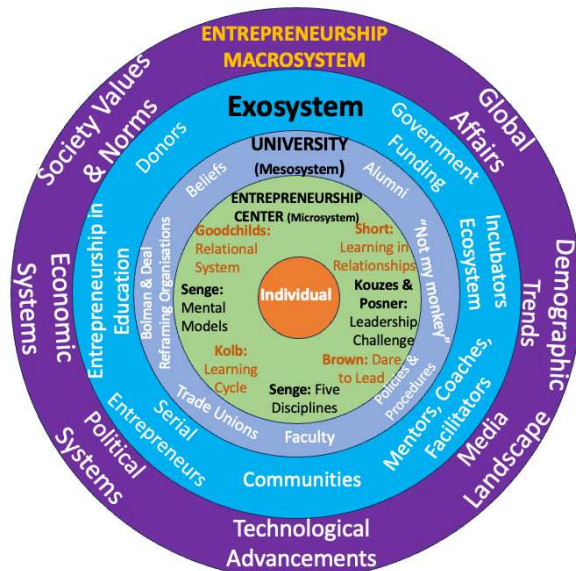 ENTREPRENEURSHIP
MACROSYSTEM
Society Values
& Norms
Global
Affairs
Economic
Systems
Demographic
Trends
Political
Systems
Media
Landscape
Technological
Advancements
Exosystem
Donors
Government
Funding
Entrepreneurship in
Education
Incubators
Ecosystem
Serial
Entrepreneurs
Mentors, Coaches,
Facilitators
Communities
UNIVERSITY
(Mesosystem)
Beliefs
Alumni
Bolman & Deal
Reframing Organisations
"Not my monkey"
Trade Unions
Policies &
Procedures
Faculty
ENTREPRENEURSHIP
CENTER (Microsystem)
Goodchilds:
Relational
System
Short:
Learning in
Relationships
Senge:
Mental
Models
Individual
Kouzes &
Posner:
Leadership
Challenge
Kolb:
Learning
Cycle
Brown: Dare
to Lead
Senge: Five
Disciplines